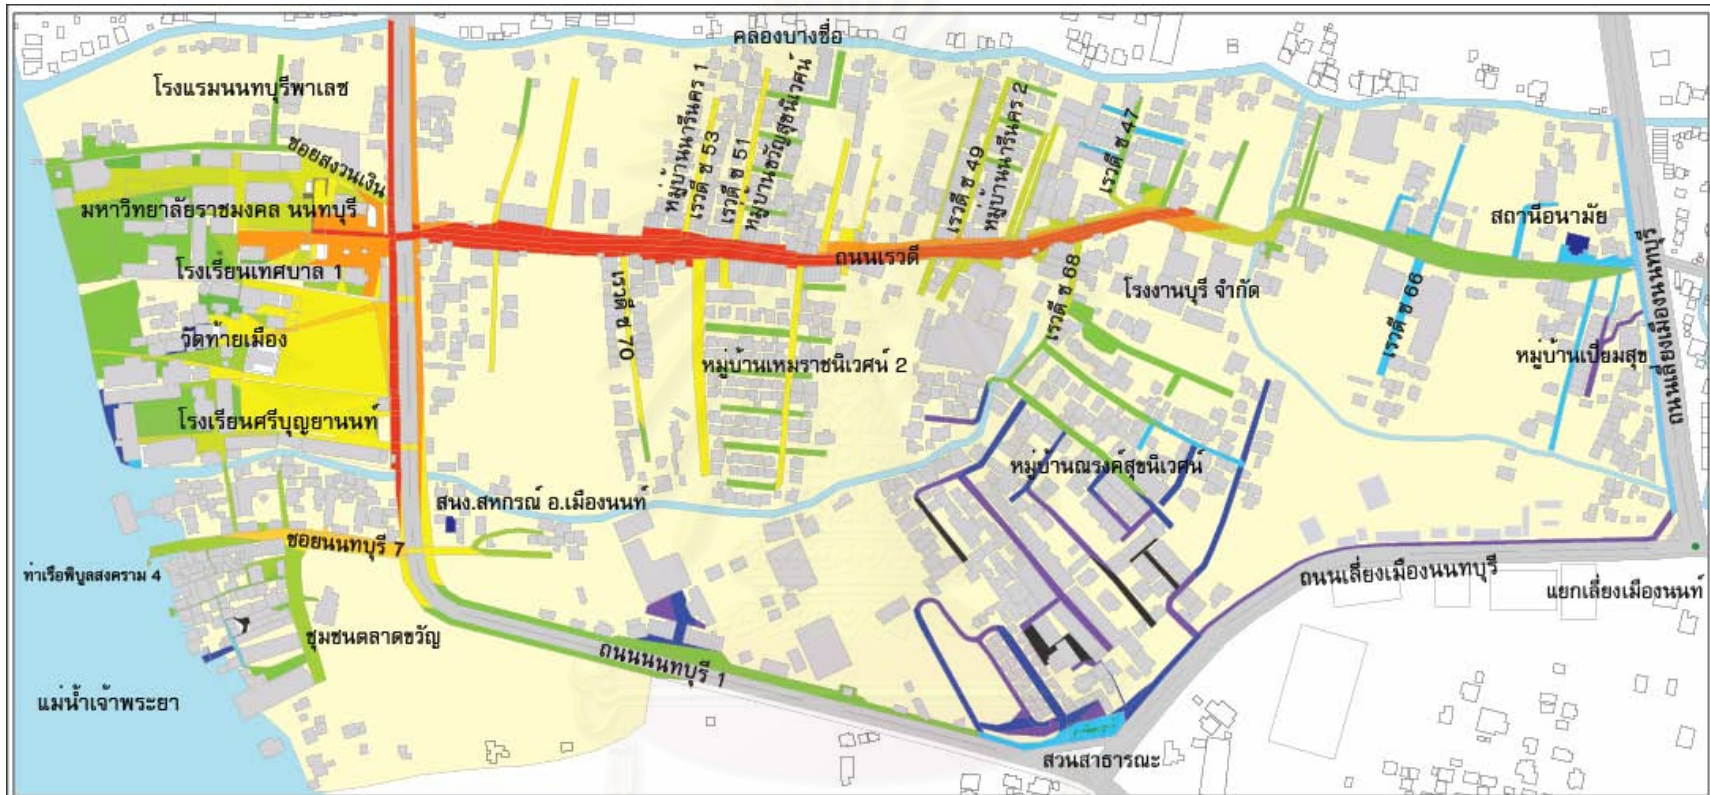 คลองบางซื่อ
โรงแรมนนทบุรีพาเลซ
ซอยสงวนเงิน
หมู่บ้านนารีนคร 1
เรวดี ซ 53
เรวดี ซ 51
หมู่บ้านขวัญสุขนิเวศน์
เรวดี ซ 49
หมู่บ้านนารีนคร 2
เรวดี ซ 47
มหาวิทยาลัยราชมงคล นนทบุรี
สถานีอนามัย
โรงเรียนเทศบาล 1
ถนนเรวดี
เรวดี ซ 70
เรวดี ซ 68
โรงงานบุรี จำกัด
เรวดี ซ 66
ถนนเลี่ยงเมืองนนทบุรี
วัดท้ายเมือง
หมู่บ้านเหมราชนิเวศน์ 2
หมู่บ้านเปี่ยมสุข
โรงเรียนศรีบุญยานนท์
หมู่บ้านณรงค์สุขนิเวศน์
สนง.สหกรณ์ อ.เมืองนนท์
ซอยนนทบุรี 7
ท่าเรือพิบูลสงคราม 4
ถนนเลี่ยงเมืองนนทบุรี
แยกเลี่ยงเมืองนนท์
ชุมชนตลาดขวัญ
ถนนนนทบุรี 1
แม่น้ำเจ้าพระยา
สวนสาธารณะ